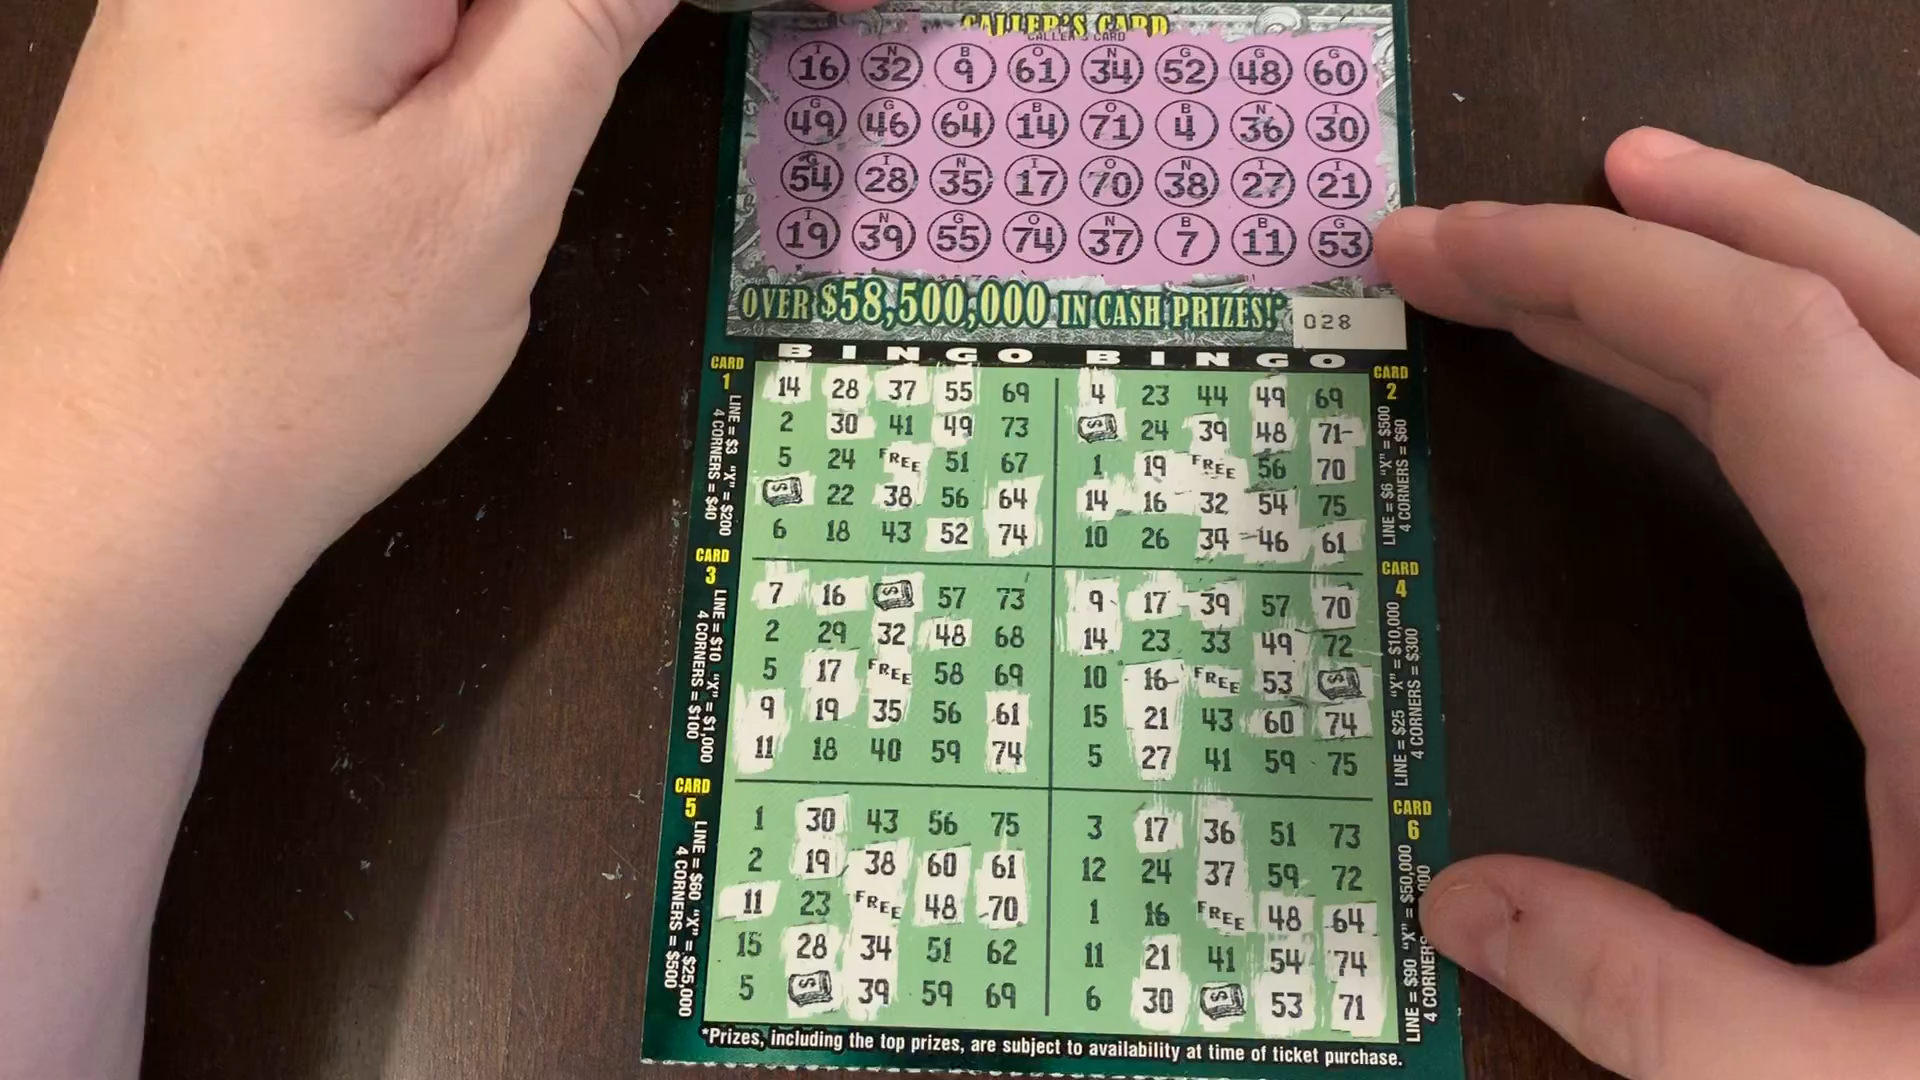 CALLER'S CARD
CALLER'S CARD
I N B O N G G G
16 32 9 61 34 52 48 60
G G O B O B N I
49 46 64 14 71 4 36 30
G I N I O N I I
54 28 35 17 70 38 27 21
I N G O N B B G
19 39 55 74 37 7 11 53
OVER $58,500,000 IN CASH PRIZES!*
028
B I N G O B I N G O
CARD 1
LINE = $3 "X" = $200
4 CORNERS = $40
14 28 37 55 69
2 30 41 49 73
5 24 FREE 51 67
$ 22 38 56 64
6 18 43 52 74
CARD 2
LINE = $6 "X" = $500
4 CORNERS = $60
4 23 44 49 69
$ 24 39 48 71
1 19 FREE 56 70
14 16 32 54 75
10 26 34 46 61
CARD 3
LINE = $10 "X" = $1,000
4 CORNERS = $100
7 16 $ 57 73
2 29 32 48 68
5 17 FREE 58 69
9 19 35 56 61
11 18 40 59 74
CARD 4
LINE = $25 "X" = $10,000
4 CORNERS = $300
9 17 39 57 70
14 23 33 49 72
10 16 FREE 53 $
15 21 43 60 74
5 27 41 59 75
CARD 5
LINE = $60 "X" = $25,000
4 CORNERS = $500
1 30 43 56 75
2 19 38 60 61
11 23 FREE 48 70
15 28 34 51 62
5 $ 39 59 69
CARD 6
LINE = $90 "X" = $50,000
4 CORNERS
3 17 36 51 73
12 24 37 59 72
1 16 FREE 48 64
11 21 41 54 74
6 30 $ 53 71
*Prizes, including the top prizes, are subject to availability at time of ticket purchase.